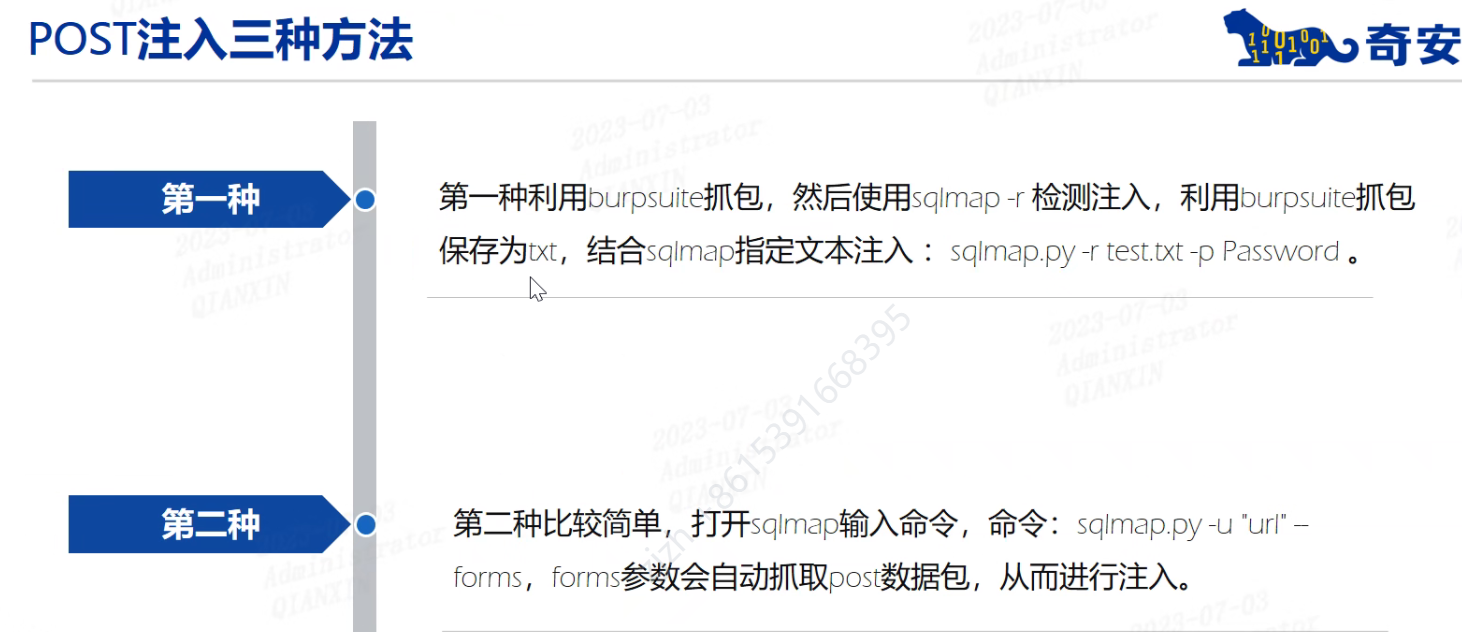 POST注入三种方法
奇安
第一种
第一种利用burpsuite抓包，然后使用sqlmap -r 检测注入，利用burpsuite抓包
保存为txt，结合sqlmap指定文本注入： sqlmap.py -r test.txt -p Password 。
第二种
第二种比较简单，打开sqlmap输入命令，命令：sqlmap.py -u "url" –
forms，forms参数会自动抓取post数据包，从而进行注入。
2023-07-03
Administrator
QIANXIN